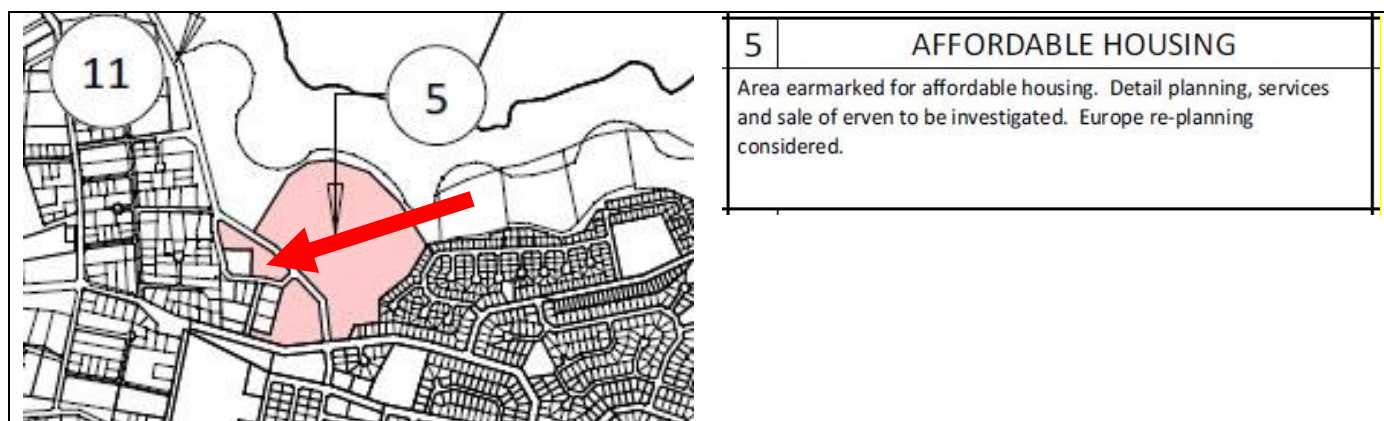 11
5
5 AFFORDABLE HOUSING
Area earmarked for affordable housing. Detail planning, services
and sale of erven to be investigated. Europe re-planning
considered.